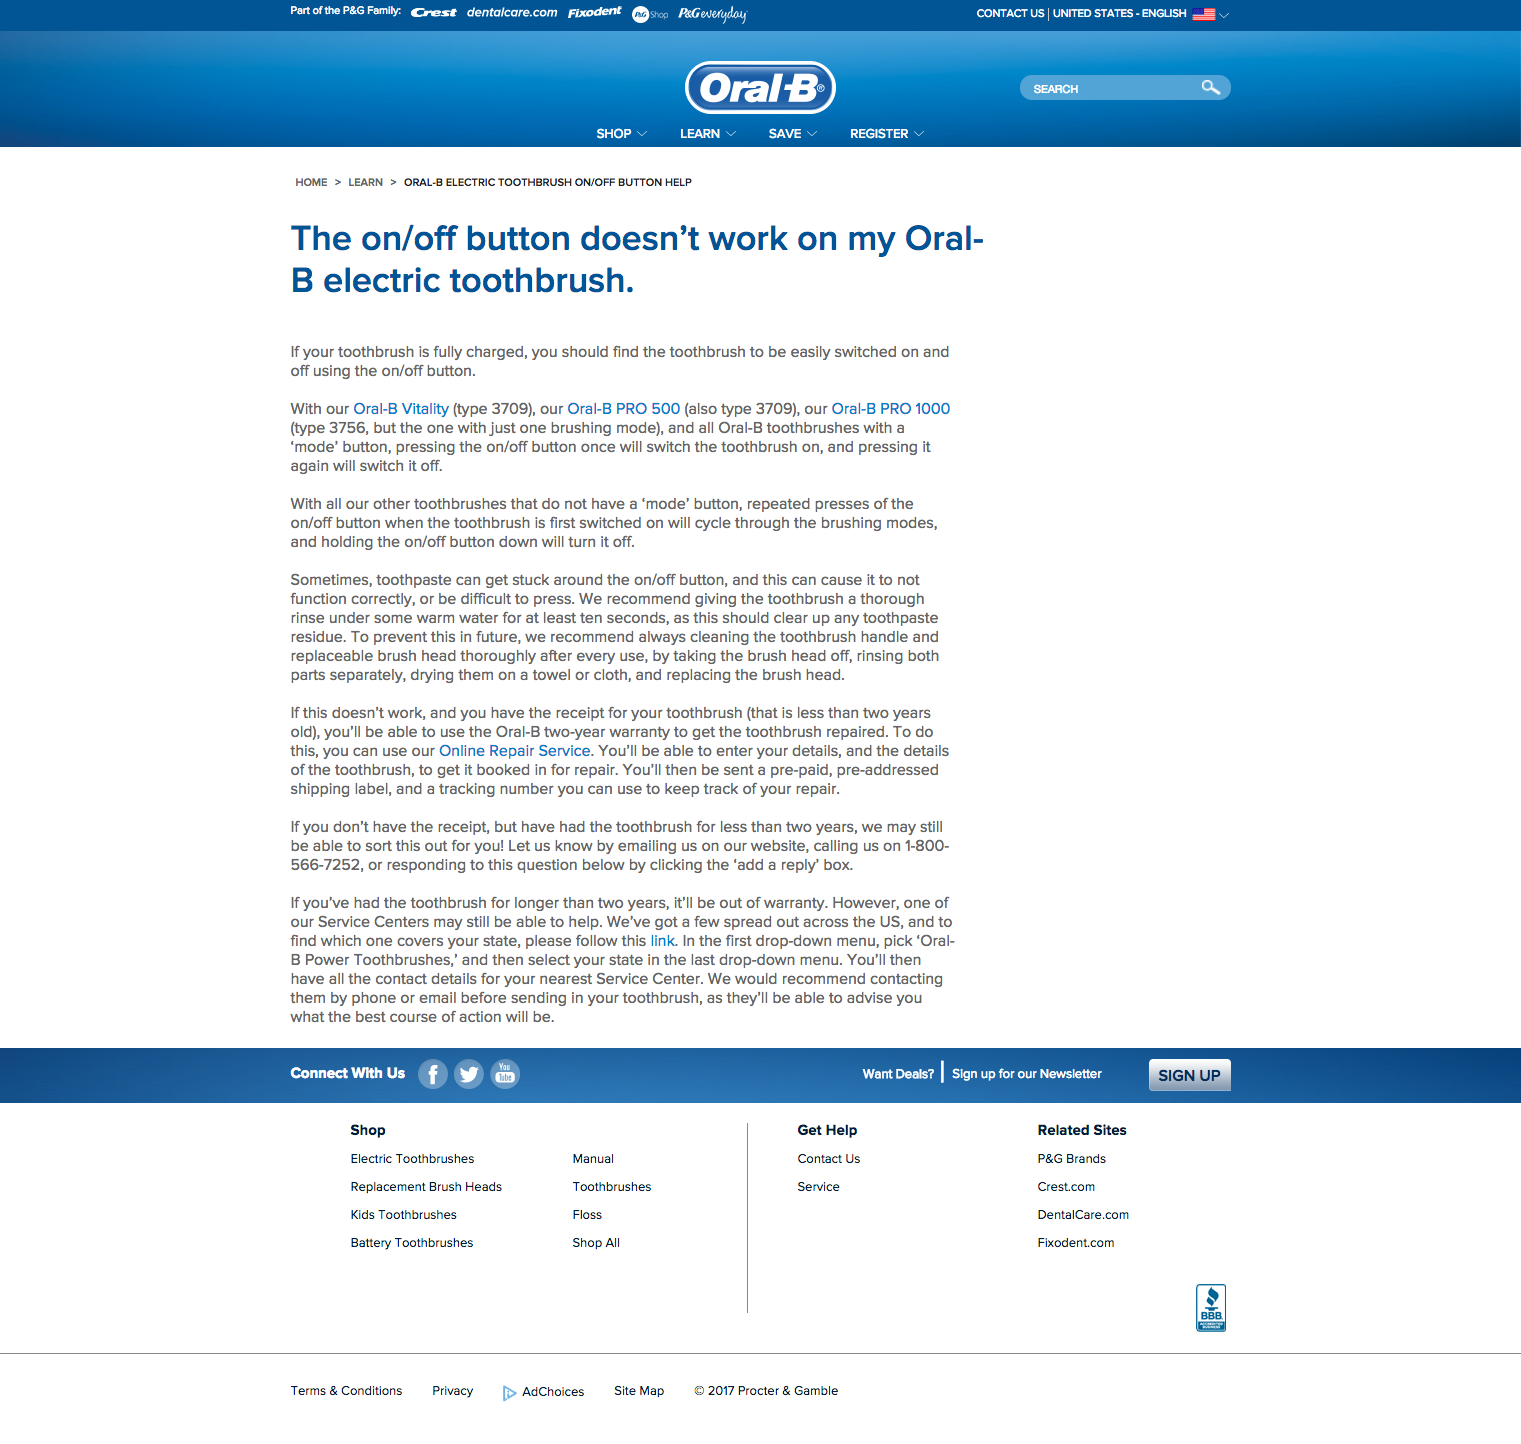 Part of the P&G Family: Crest dentalcare.com Fixodent P&G Shop P&G everyday
CONTACT US | UNITED STATES - ENGLISH
Oral-B®
SEARCH
SHOP LEARN SAVE REGISTER
HOME > LEARN > ORAL-B ELECTRIC TOOTHBRUSH ON/OFF BUTTON HELP
The on/off button doesn’t work on my Oral-
B electric toothbrush.
If your toothbrush is fully charged, you should find the toothbrush to be easily switched on and
off using the on/off button.
With our Oral-B Vitality (type 3709), our Oral-B PRO 500 (also type 3709), our Oral-B PRO 1000
(type 3756, but the one with just one brushing mode), and all Oral-B toothbrushes with a
‘mode’ button, pressing the on/off button once will switch the toothbrush on, and pressing it
again will switch it off.
With all our other toothbrushes that do not have a ‘mode’ button, repeated presses of the
on/off button when the toothbrush is first switched on will cycle through the brushing modes,
and holding the on/off button down will turn it off.
Sometimes, toothpaste can get stuck around the on/off button, and this can cause it to not
function correctly, or be difficult to press. We recommend giving the toothbrush a thorough
rinse under some warm water for at least ten seconds, as this should clear up any toothpaste
residue. To prevent this in future, we recommend always cleaning the toothbrush handle and
replaceable brush head thoroughly after every use, by taking the brush head off, rinsing both
parts separately, drying them on a towel or cloth, and replacing the brush head.
If this doesn’t work, and you have the receipt for your toothbrush (that is less than two years
old), you’ll be able to use the Oral-B two-year warranty to get the toothbrush repaired. To do
this, you can use our Online Repair Service. You’ll be able to enter your details, and the details
of the toothbrush, to get it booked in for repair. You’ll then be sent a pre-paid, pre-addressed
shipping label, and a tracking number you can use to keep track of your repair.
If you don’t have the receipt, but have had the toothbrush for less than two years, we may still
be able to sort this out for you! Let us know by emailing us on our website, calling us on 1-800-
566-7252, or responding to this question below by clicking the ‘add a reply’ box.
If you’ve had the toothbrush for longer than two years, it’ll be out of warranty. However, one of
our Service Centers may still be able to help. We’ve got a few spread out across the US, and to
find which one covers your state, please follow this link. In the first drop-down menu, pick ‘Oral-
B Power Toothbrushes,’ and then select your state in the last drop-down menu. You’ll then
have all the contact details for your nearest Service Center. We would recommend contacting
them by phone or email before sending in your toothbrush, as they’ll be able to advise you
what the best course of action will be.
Connect With Us You Tube Want Deals? | Sign up for our Newsletter SIGN UP
Shop
Electric Toothbrushes
Replacement Brush Heads
Kids Toothbrushes
Battery Toothbrushes
Manual
Toothbrushes
Floss
Shop All
Get Help
Contact Us
Service
Related Sites
P&G Brands
Crest.com
DentalCare.com
Fixodent.com
BBB
ACCREDITED
BUSINESS
Terms & Conditions Privacy AdChoices Site Map © 2017 Procter & Gamble